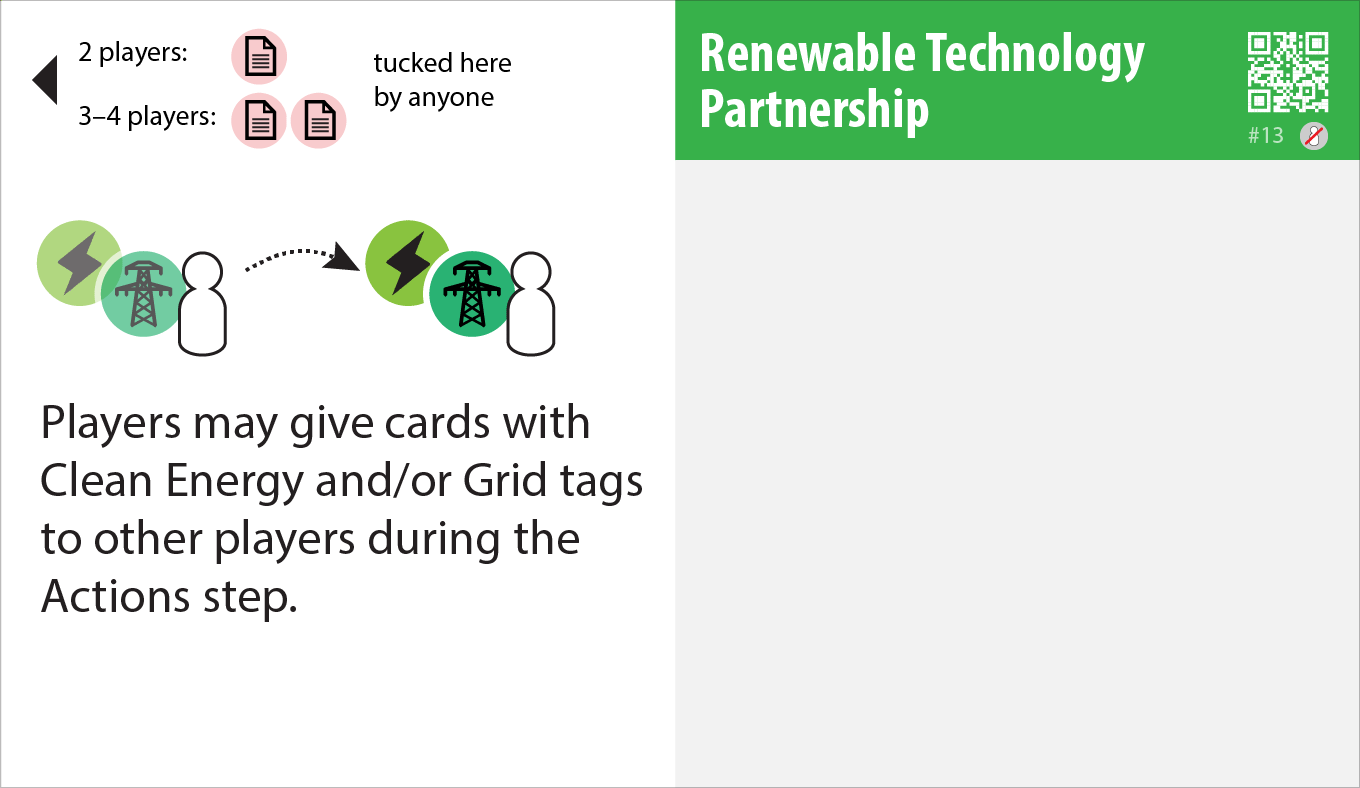 2 players:
3–4 players:
tucked here
by anyone
Players may give cards with
Clean Energy and/or Grid tags
to other players during the
Actions step.
Renewable Technology
Partnership
#13